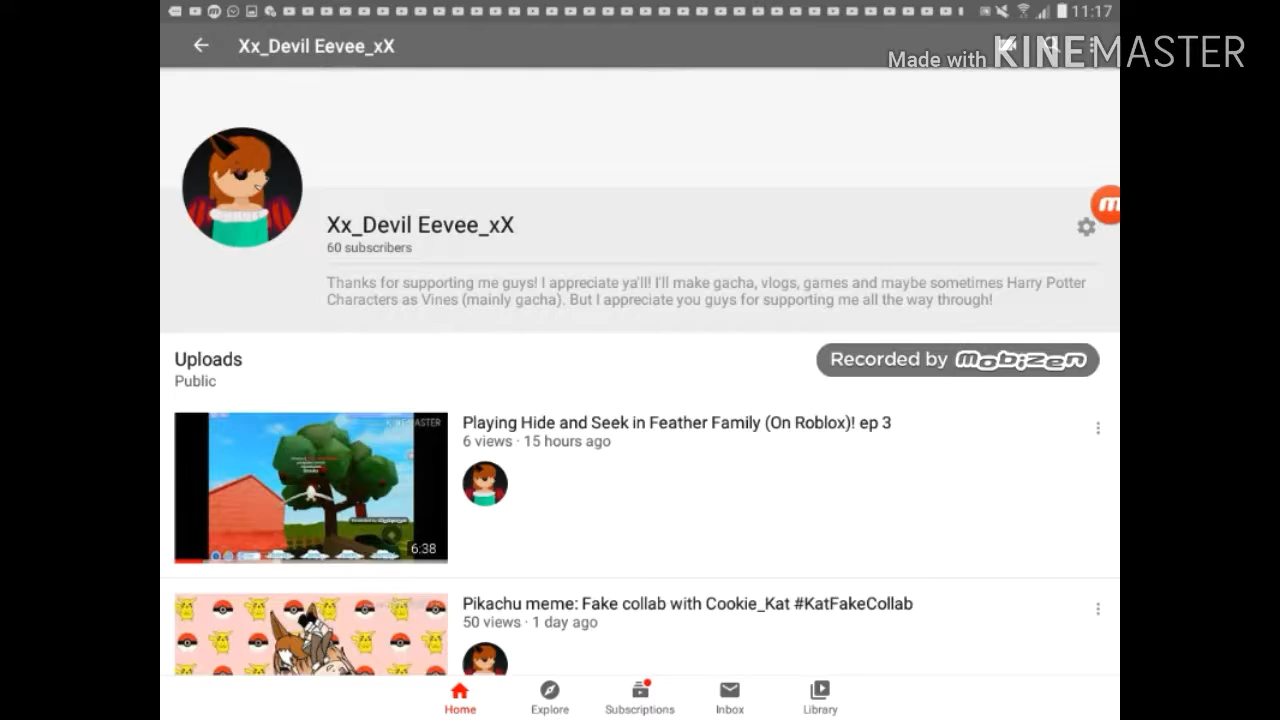 11:17
Xx_Devil Eevee_xX
Made with KINEMASTER
Xx_Devil Eevee_xX
60 subscribers
Thanks for supporting me guys! I appreciate ya'll! I'll make gacha, vlogs, games and maybe sometimes Harry Potter
Characters as Vines (mainly gacha). But I appreciate you guys for supporting me all the way through!
Uploads
Recorded by mobizen
Public
Playing Hide and Seek in Feather Family (On Roblox)! ep 3
6 views · 15 hours ago
6:38
Pikachu meme: Fake collab with Cookie_Kat #KatFakeCollab
50 views · 1 day ago
Home
Explore
Subscriptions
Inbox
Library